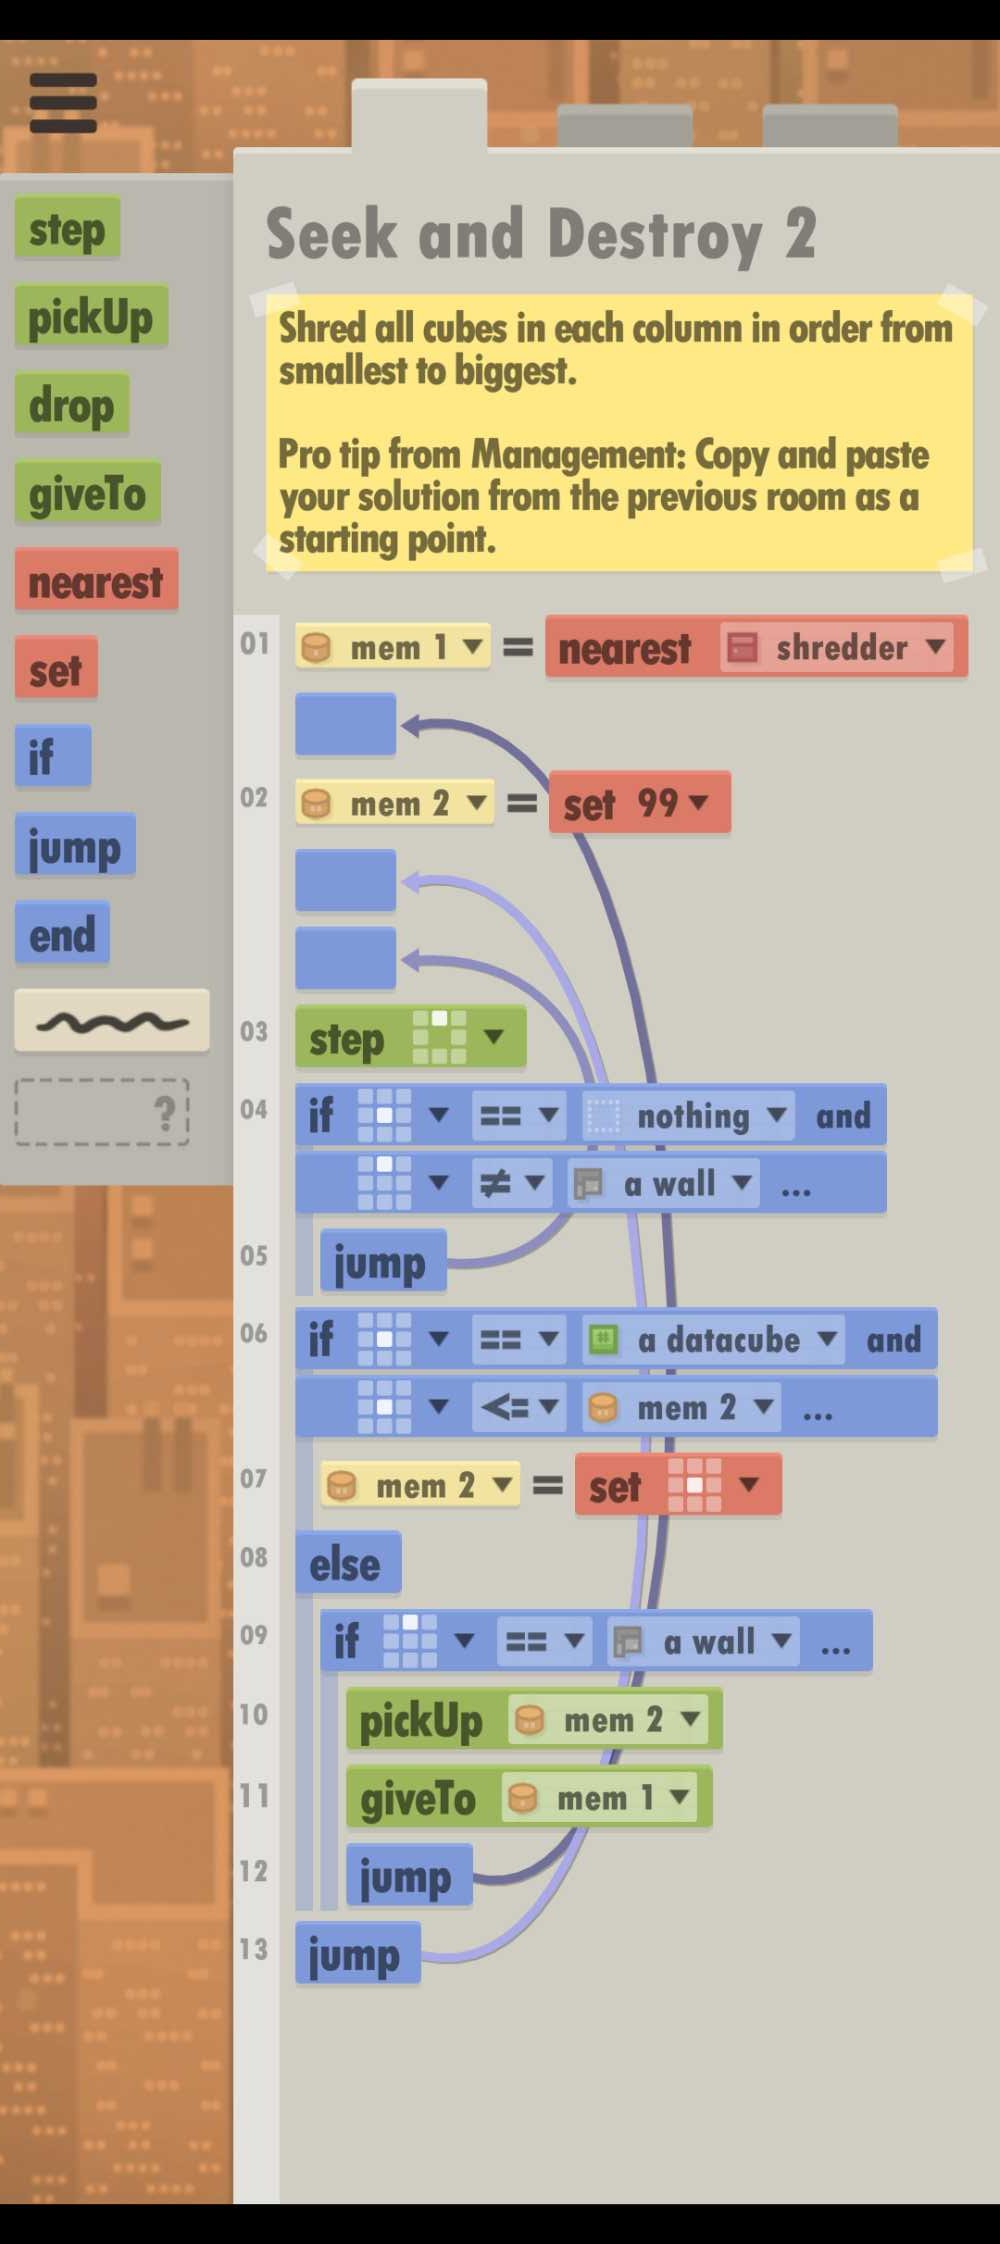 step
pickUp
drop
giveTo
nearest
set
if
jump
end
?
Seek and Destroy 2
Shred all cubes in each column in order from
smallest to biggest.
Pro tip from Management: Copy and paste
your solution from the previous room as a
starting point.
01 mem 1 = nearest shredder
02 mem 2 = set 99
03 step
04 if == nothing and
≠ a wall ...
05 jump
06 if == # a datacube and
<= mem 2 ...
07 mem 2 = set
08 else
09 if == a wall ...
10 pickUp mem 2
11 giveTo mem 1
12 jump
13 jump